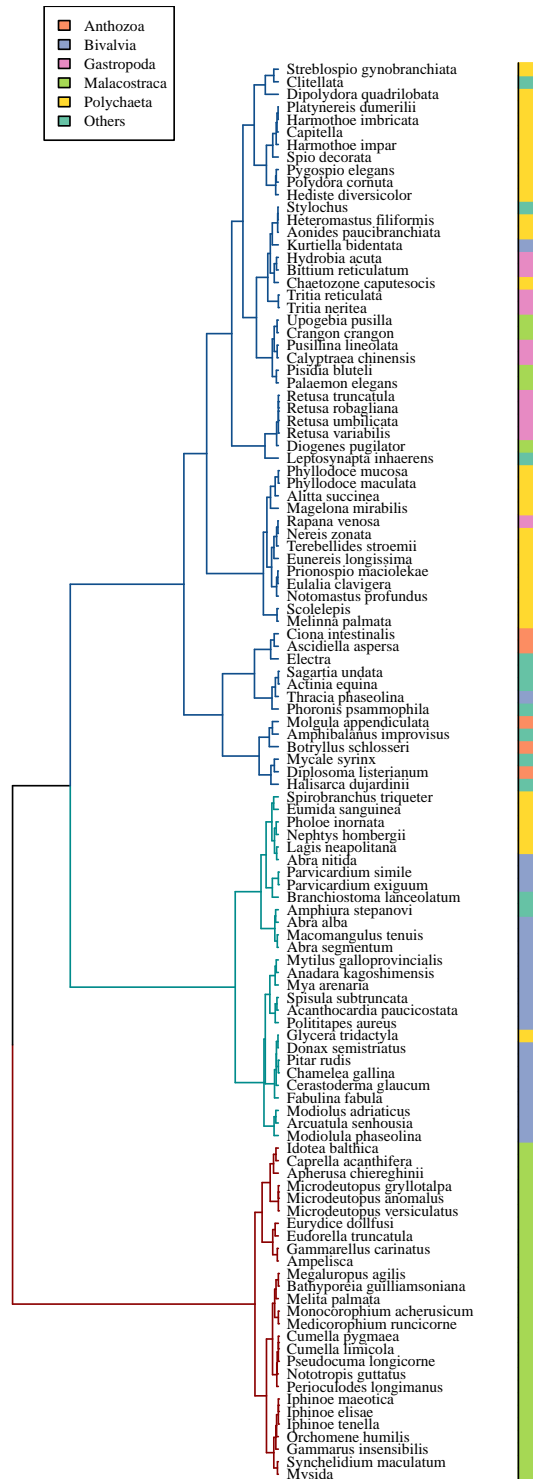 Anthozoa
Bivalvia
Gastropoda
Malacostraca
Polychaeta
Others
Streblospio gynobranchiata
Clitellata
Dipolydora quadrilobata
Platynereis dumerilii
Harmothoe imbricata
Capitella
Harmothoe impar
Spio decorata
Pygospio elegans
Polydora cornuta
Hediste diversicolor
Stylochus
Heteromastus filiformis
Aonides paucibranchiata
Kurtiella bidentata
Hydrobia acuta
Bittium reticulatum
Chaetozone caputesocis
Tritia reticulata
Tritia neritea
Upogebia pusilla
Crangon crangon
Pusillina lineolata
Calyptraea chinensis
Pisidia bluteli
Palaemon elegans
Retusa truncatula
Retusa robagliana
Retusa umbilicata
Retusa variabilis
Diogenes pugilator
Leptosynapta inhaerens
Phyllodoce mucosa
Phyllodoce maculata
Alitta succinea
Magelona mirabilis
Rapana venosa
Nereis zonata
Terebellides stroemii
Eunereis longissima
Prionospio maciolekae
Eulalia clavigera
Notomastus profundus
Scolelepis
Melinna palmata
Ciona intestinalis
Ascidiella aspersa
Electra
Sagartia undata
Actinia equina
Thracia phaseolina
Phoronis psammophila
Molgula appendiculata
Amphibalanus improvisus
Botryllus schlosseri
Mycale syrinx
Diplosoma listerianum
Halisarca dujardinii
Spirobranchus triqueter
Eumida sanguinea
Pholoe inornata
Nephtys hombergii
Lagis neapolitana
Abra nitida
Parvicardium simile
Parvicardium exiguum
Branchiostoma lanceolatum
Amphiura stepanovi
Abra alba
Macomangulus tenuis
Abra segmentum
Mytilus galloprovincialis
Anadara kagoshimensis
Mya arenaria
Spisula subtruncata
Acanthocardia paucicostata
Polititapes aureus
Glycera tridactyla
Donax semistriatus
Pitar rudis
Chamelea gallina
Cerastoderma glaucum
Fabulina fabula
Modiolus adriaticus
Arcuatula senhousia
Modiolula phaseolina
Idotea balthica
Caprella acanthifera
Apherusa chiereghinii
Microdeutopus gryllotalpa
Microdeutopus anomalus
Microdeutopus versiculatus
Eurydice dollfusi
Eudorella truncatula
Gammarellus carinatus
Ampelisca
Megaluropus agilis
Bathyporeia guilliamsoniana
Melita palmata
Monocorophium acherusicum
Medicorophium runcicorne
Cumella pygmaea
Cumella limicola
Pseudocuma longicorne
Nototropis guttatus
Perioculodes longimanus
Iphinoe maeotica
Iphinoe elisae
Iphinoe tenella
Orchomene humilis
Gammarus insensibilis
Synchelidium maculatum
Mysida